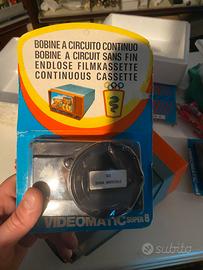 BOBINE A CIRCUITO CONTINUO
BOBINE A CIRCUIT SANS FIN
ENDLOSE FILMKASSETTE
CONTINUOUS CASSETTE
VIDEOMATIC SUPER 8
subito